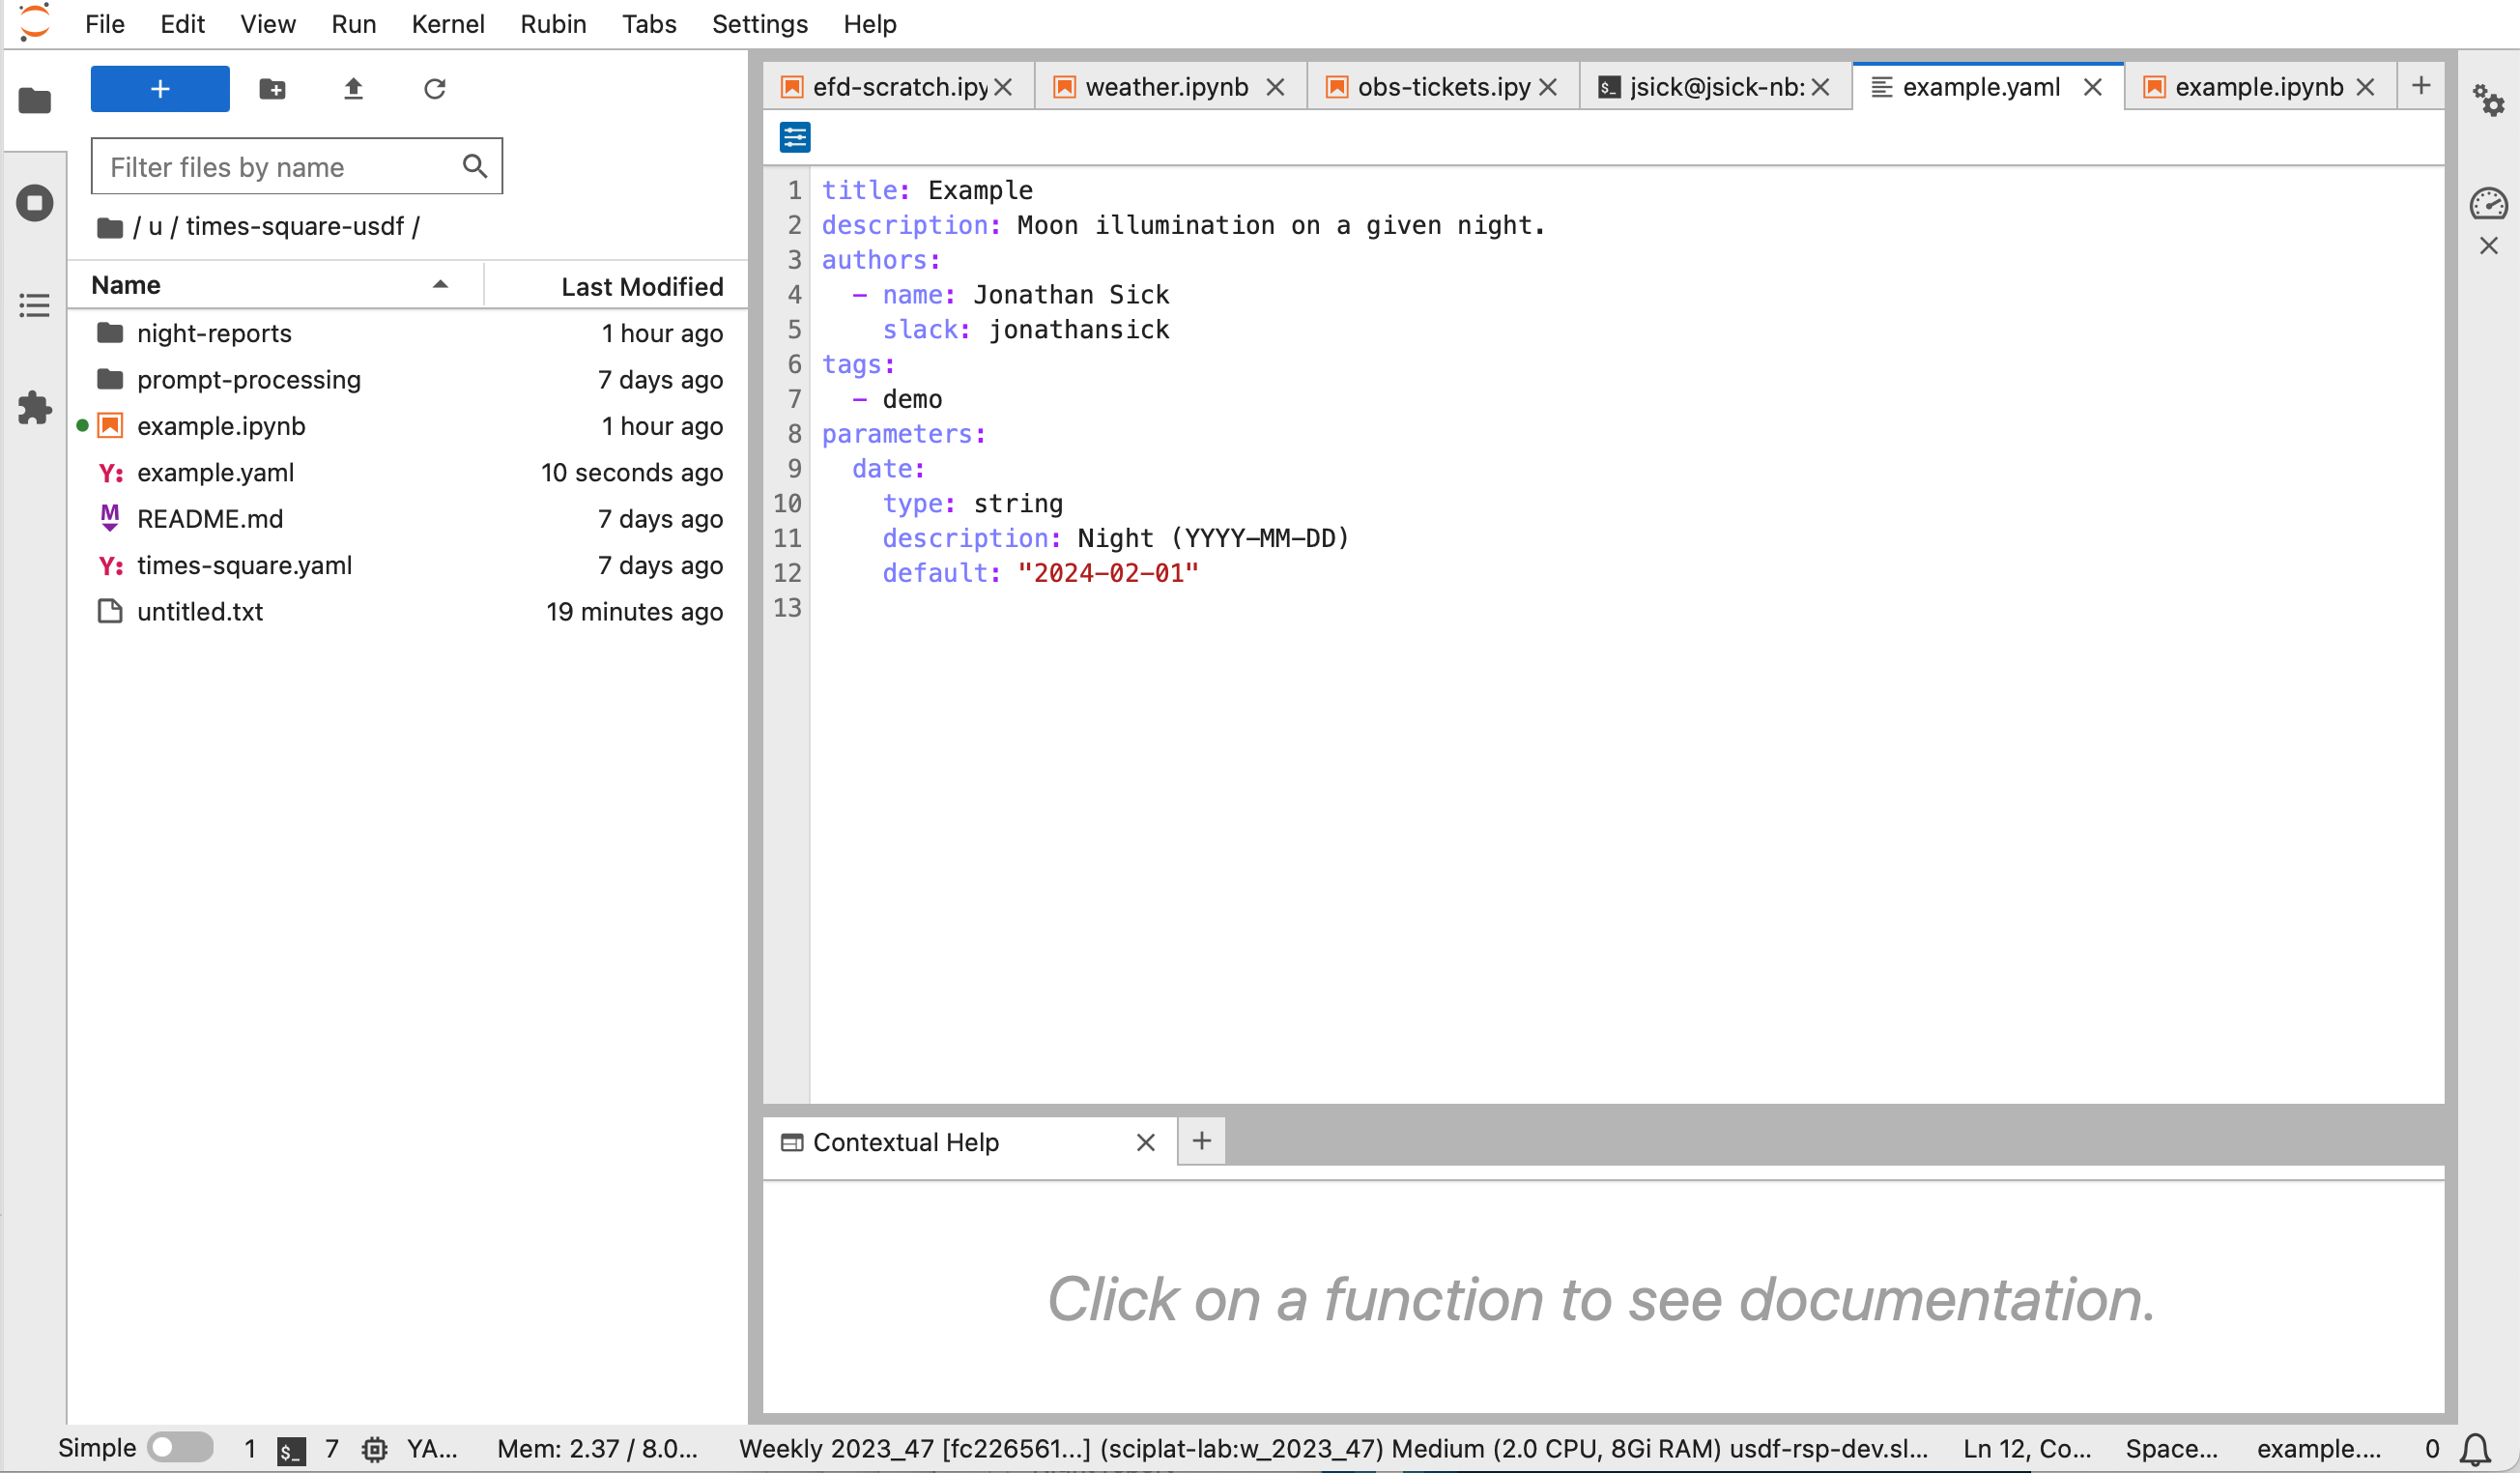 File Edit View Run Kernel Rubin Tabs Settings Help
+
Filter files by name
/ u / times-square-usdf /
Name Last Modified
night-reports 1 hour ago
prompt-processing 7 days ago
example.ipynb 1 hour ago
Y: example.yaml 10 seconds ago
M README.md 7 days ago
Y: times-square.yaml 7 days ago
untitled.txt 19 minutes ago
efd-scratch.ipy weather.ipynb obs-tickets.ipy $_ jsick@jsick-nb: example.yaml example.ipynb +
1 title: Example
2 description: Moon illumination on a given night.
3 authors:
4 - name: Jonathan Sick
5 slack: jonathansick
6 tags:
7 - demo
8 parameters:
9 date:
10 type: string
11 description: Night (YYYY-MM-DD)
12 default: "2024-02-01"
13
Contextual Help +
Click on a function to see documentation.
Simple 1 $_ 7 YA... Mem: 2.37 / 8.0... Weekly 2023_47 [fc226561...] (sciplat-lab:w_2023_47) Medium (2.0 CPU, 8Gi RAM) usdf-rsp-dev.sl... Ln 12, Co... Space... example.... 0